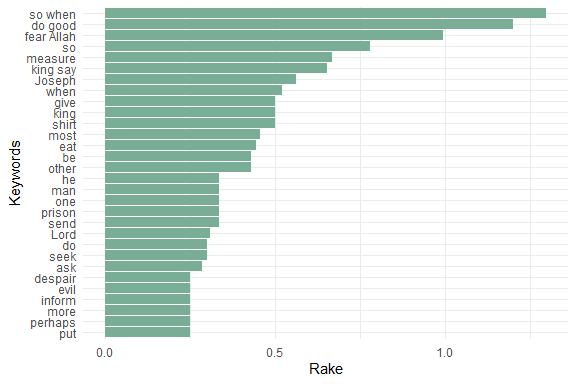 so when
do good
fear Allah
so
measure
king say
Joseph
when
give
king
shirt
most
eat
be
other
he
man
one
prison
send
Lord
do
seek
ask
despair
evil
inform
more
perhaps
put
Keywords
0.0 0.5 1.0
Rake